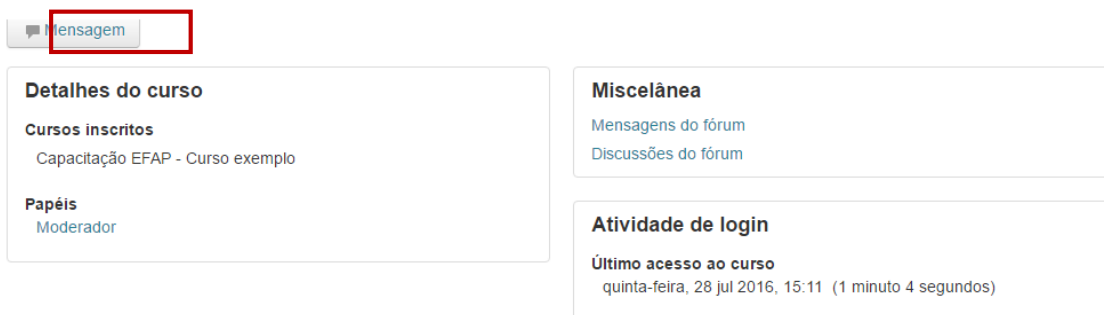 Mensagem
Detalhes do curso
Cursos inscritos
Capacitação EFAP - Curso exemplo
Papéis
Moderador
Miscelânea
Mensagens do fórum
Discussões do fórum
Atividade de login
Último acesso ao curso
quinta-feira, 28 jul 2016, 15:11 (1 minuto 4 segundos)